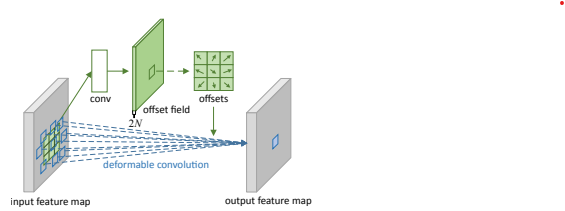 conv
offset field
offsets
2N
deformable convolution
input feature map
output feature map